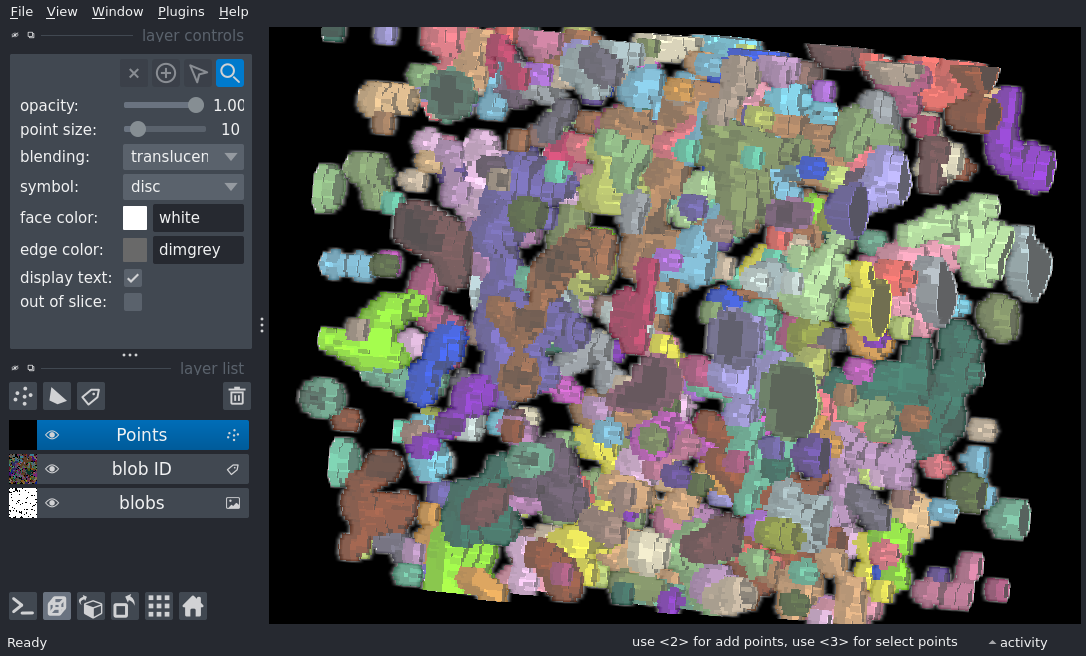 File View Window Plugins Help
layer controls
opacity: 1.00
point size: 10
blending: translucen
symbol: disc
face color: white
edge color: dimgrey
display text:
out of slice:
layer list
Points
blob ID
blobs
Ready use <2> for add points, use <3> for select points activity